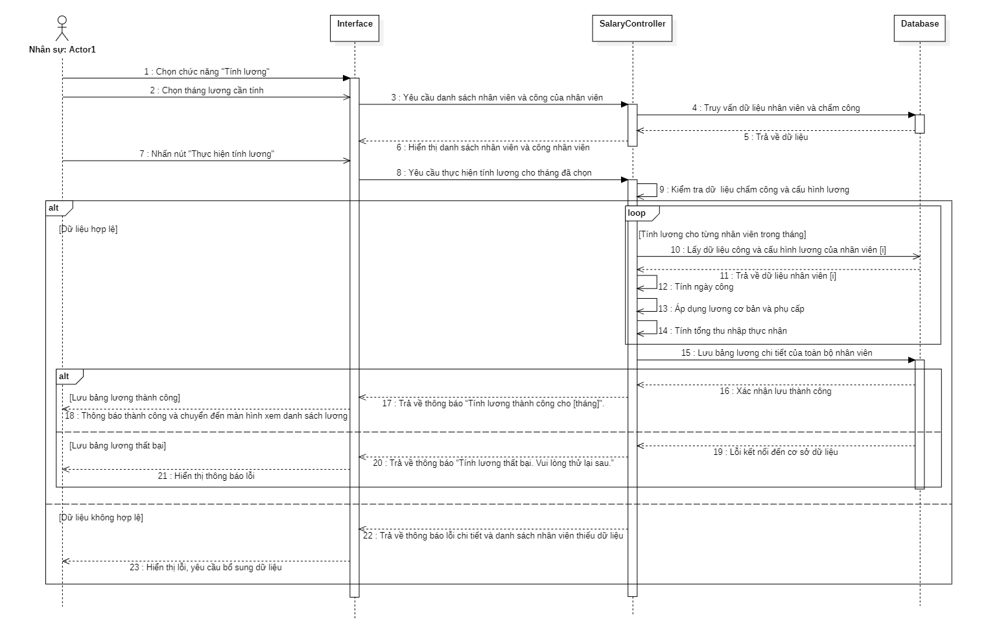 Nhân sự: Actor1
Interface
SalaryController
Database
1 : Chọn chức năng "Tính lương"
2 : Chọn tháng lương cần tính
3 : Yêu cầu danh sách nhân viên và công của nhân viên
4 : Truy vấn dữ liệu nhân viên và chấm công
5 : Trả về dữ liệu
6 : Hiển thị danh sách nhân viên và công nhân viên
7 : Nhấn nút "Thực hiện tính lương"
8 : Yêu cầu thực hiện tính lương cho tháng đã chọn
9 : Kiểm tra dữ  liệu chấm công và cấu hình lương
alt
[Dữ liệu hợp lệ]
loop
[Tính lương cho từng nhân viên trong tháng]
10 : Lấy dữ liệu công và cấu hình lương của nhân viên [i]
11 : Trả về dữ liệu nhân viên [i]
12 : Tính ngày công
13 : Áp dụng lương cơ bản và phụ cấp
14 : Tính tổng thu nhập thực nhận
15 : Lưu bảng lương chi tiết của toàn bộ nhân viên
alt
[Lưu bảng lương thành công]
16 : Xác nhận lưu thành công
17 : Trả về thông báo “Tính lương thành công cho [tháng]".
18 : Thông báo thành công và chuyển đến màn hình xem danh sách lương
[Lưu bảng lương thất bại]
19 : Lỗi kết nối đến cơ sở dữ liệu
20 : Trả về thông báo “Tính lương thất bại. Vui lòng thử lại sau.”
21 : Hiển thị thông báo lỗi
[Dữ liệu không hợp lệ]
22 : Trả về thông báo lỗi chi tiết và danh sách nhân viên thiếu dữ liệu
23 : Hiển thị lỗi, yêu cầu bổ sung dữ liệu